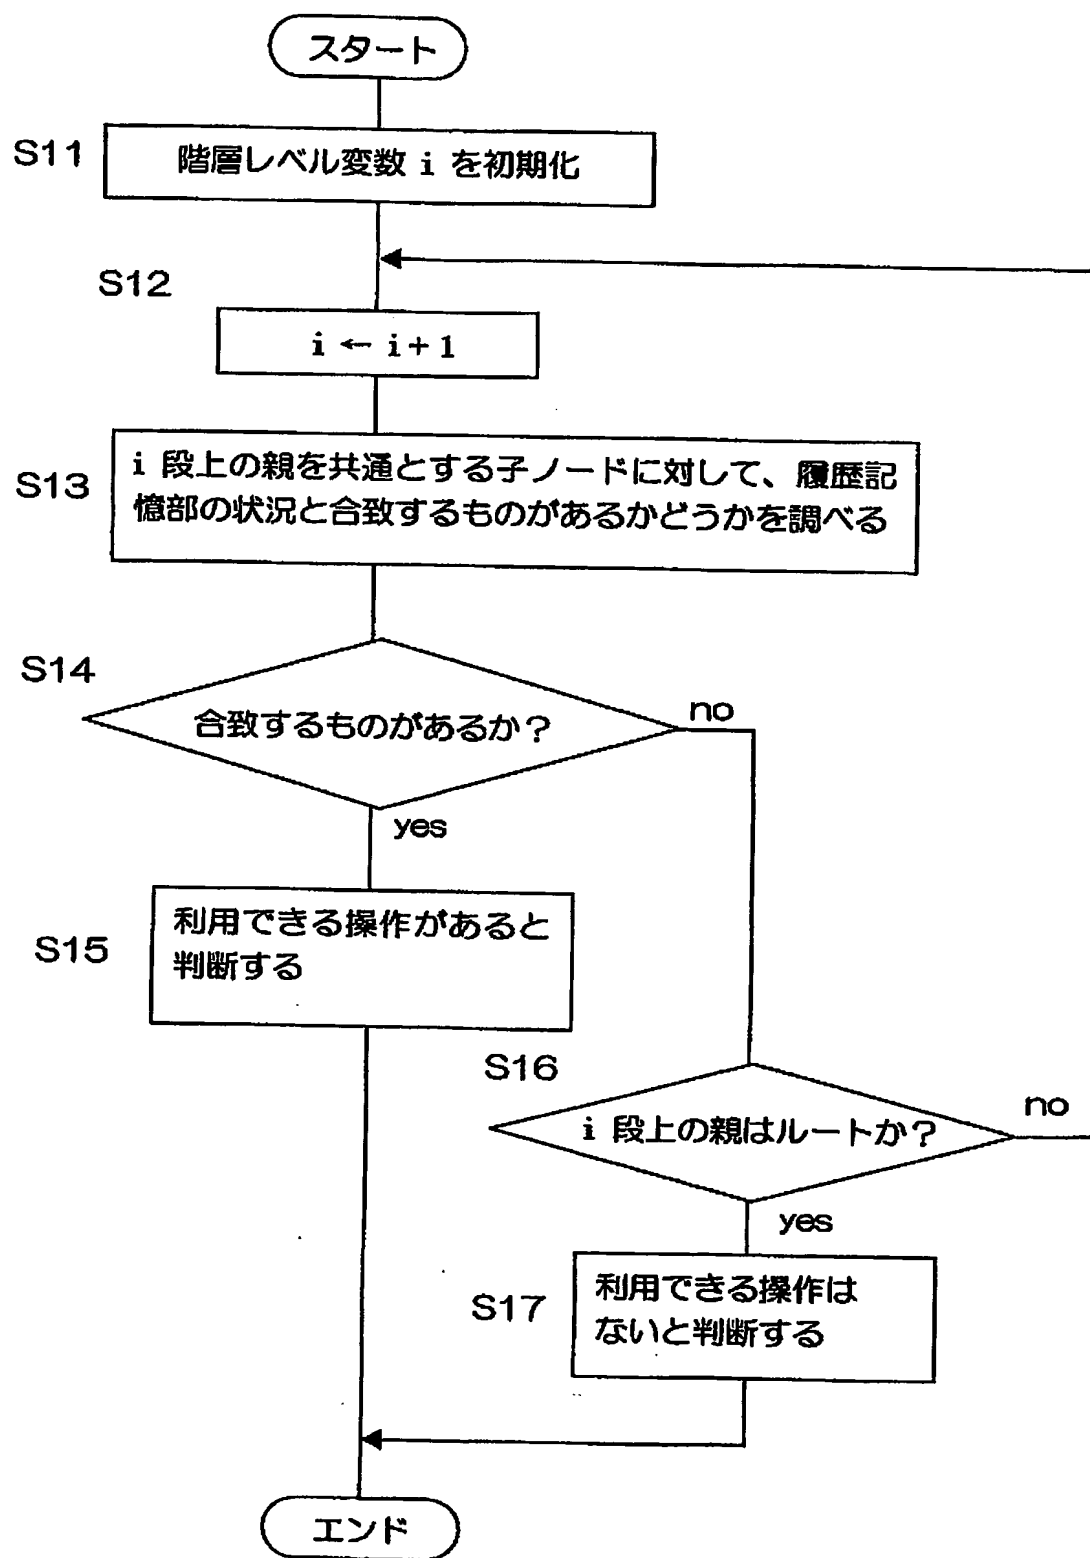 スタート
S11
階層レベル変数 i を初期化
S12
i ← i+1
S13
i 段上の親を共通とする子ノードに対して、履歴記
憶部の状況と合致するものがあるかどうかを調べる
S14
合致するものがあるか？
no
yes
S15
利用できる操作があると
判断する
S16
i 段上の親はルートか？
no
yes
S17
利用できる操作は
ないと判断する
エンド